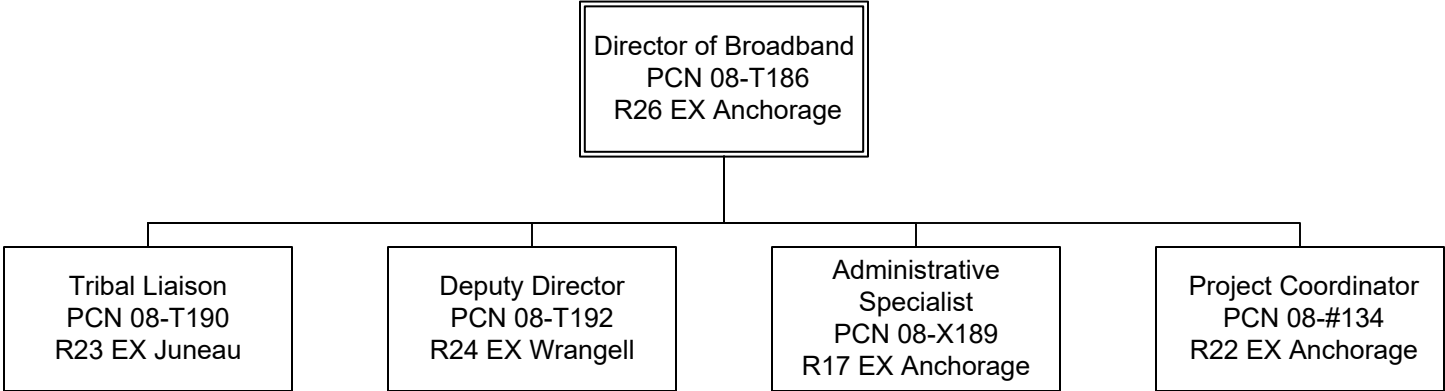 Director of Broadband
PCN 08-T186
R26 EX Anchorage
Tribal Liaison
PCN 08-T190
R23 EX Juneau
Deputy Director
PCN 08-T192
R24 EX Wrangell
Administrative
Specialist
PCN 08-X189
R17 EX Anchorage
Project Coordinator
PCN 08-#134
R22 EX Anchorage